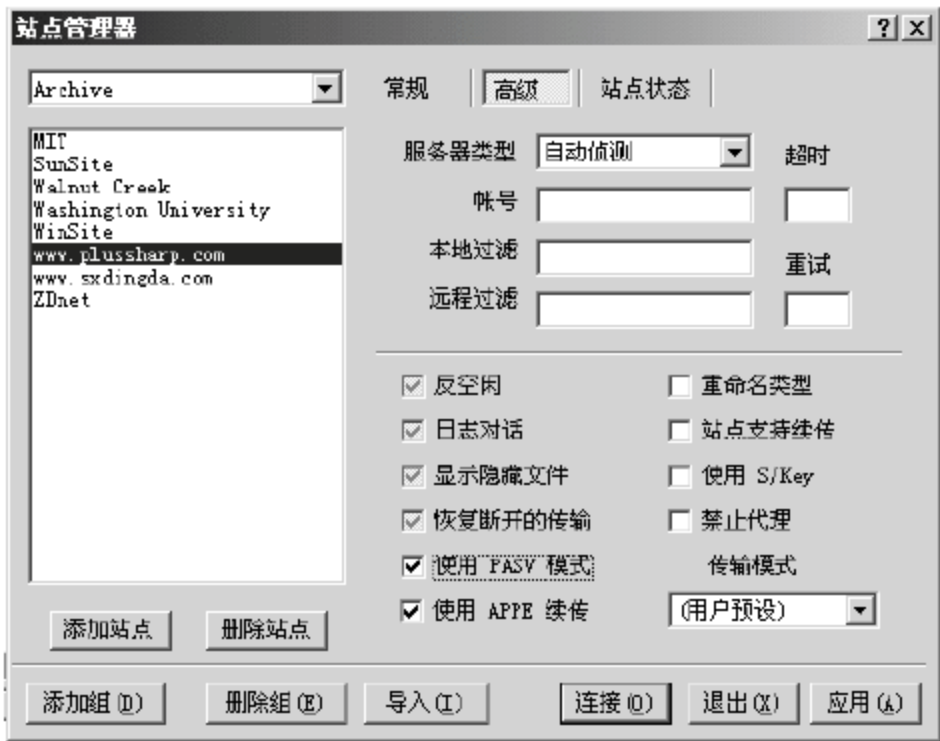 站点管理器
Archive
常规
高级
站点状态
MIT
SunSite
Walnut Creek
Washington University
WinSite
www.plussharp.com
www.sxdingda.com
ZDnet
服务器类型
自动侦测
超时
帐号
本地过滤
重试
远程过滤
反空闲
重命名类型
日志对话
站点支持续传
显示隐藏文件
使用 S/Key
恢复断开的传输
禁止代理
使用 PASV 模式
传输模式
使用 APPE 续传
(用户预设)
添加站点
删除站点
添加组(D)
删除组(E)
导入(I)
连接(O)
退出(X)
应用(A)